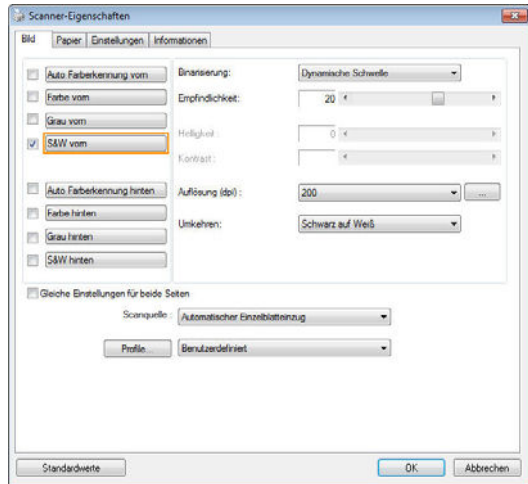 Scanner-Eigenschaften
Bild Papier Einstellungen Informationen
Auto Farberkennung vorn
Farbe vorn
Grau vorn
S&W vorn
Auto Farberkennung hinten
Farbe hinten
Grau hinten
S&W hinten
Binarisierung: Dynamische Schwelle
Empfindlichkeit: 20
Helligkeit : 0
Kontrast :
Auflösung (dpi) : 200 ...
Umkehren: Schwarz auf Weiß
Gleiche Einstellungen für beide Seiten
Scanquelle : Automatischer Einzelblatteinzug
Profile... Benutzerdefiniert
Standardwerte OK Abbrechen